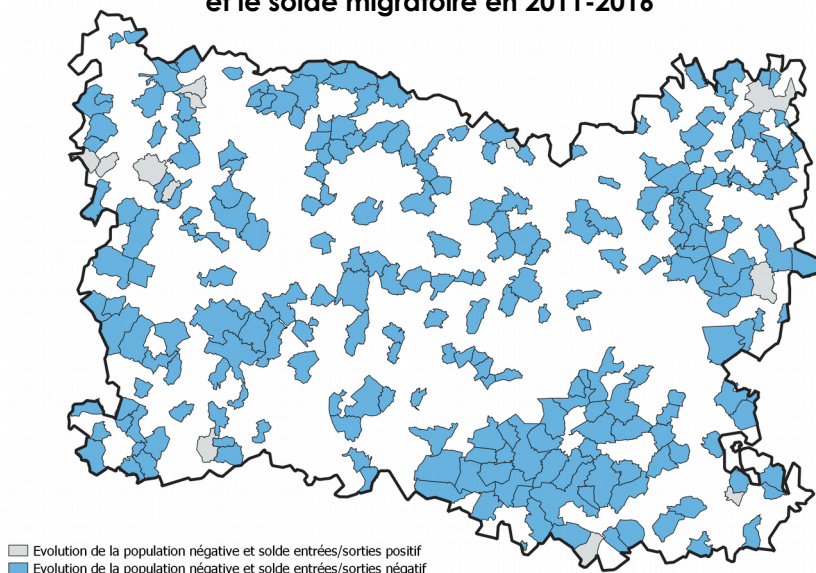 et le solde migratoire en 2011-2016
Evolution de la population négative et solde entrées/sorties positif
Evolution de la population négative et solde entrées/sorties négatif